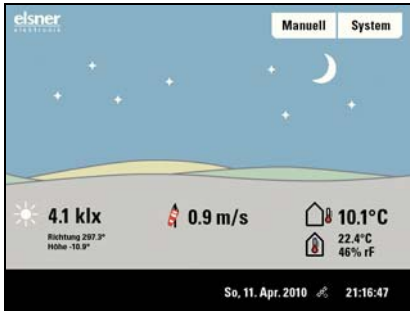 elsner
elektronik
Manuell System
4.1 klx 0.9 m/s 10.1°C
Richtung 297.3°
Höhe -10.9°
22.4°C
46% rF
So, 11. Apr. 2010 21:16:47